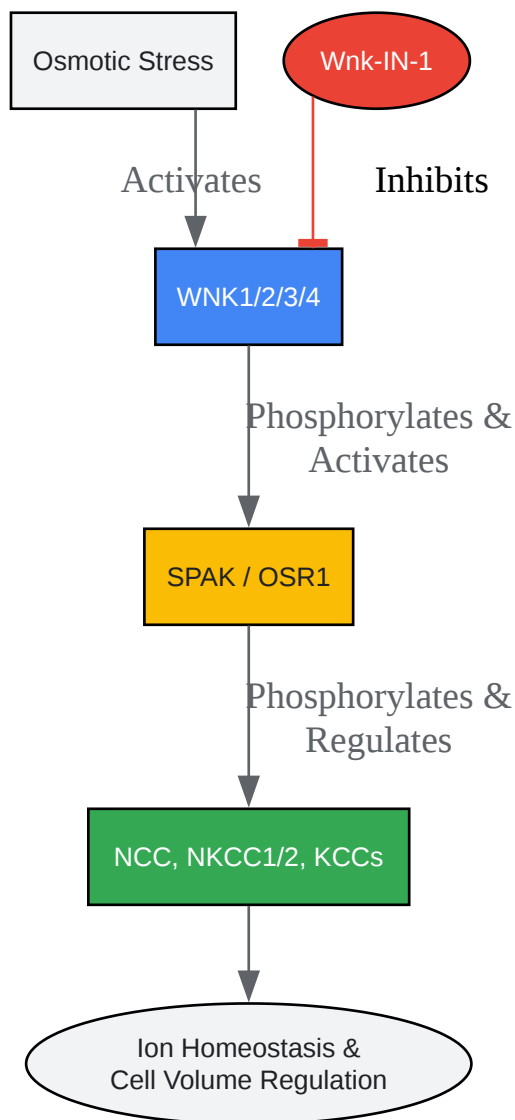 Osmotic Stress
Wnk-IN-1
Activates
Inhibits
WNK1/2/3/4
Phosphorylates &
Activates
SPAK / OSR1
Phosphorylates &
Regulates
NCC, NKCC1/2, KCCs
Ion Homeostasis &
Cell Volume Regulation